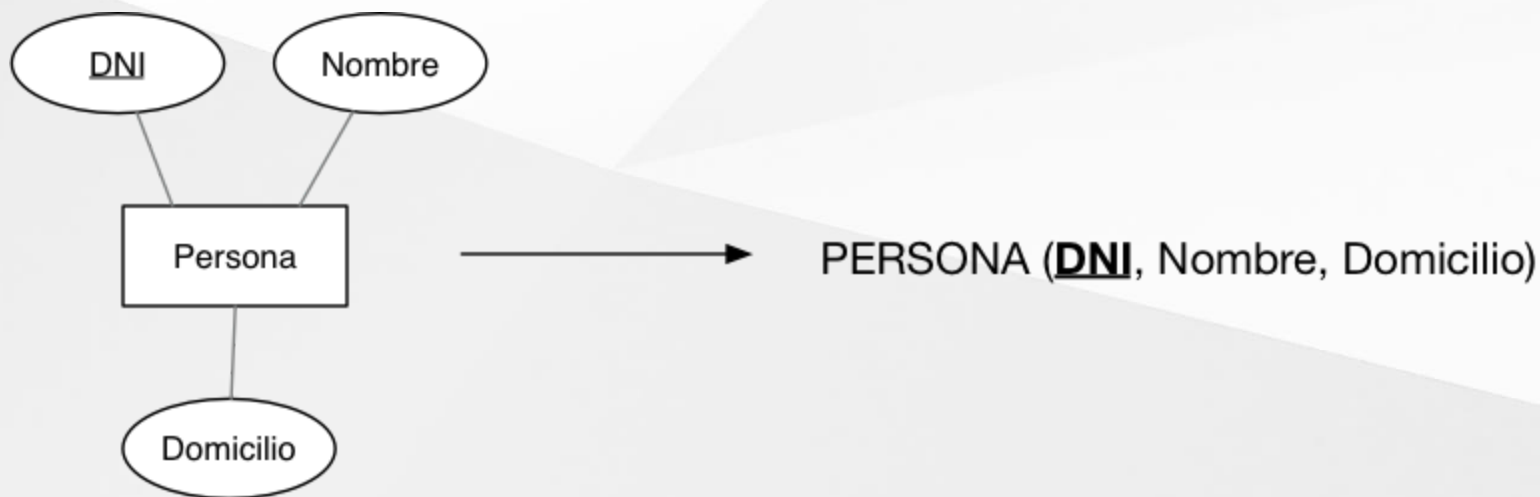 DNI
Nombre
Persona
PERSONA (DNI, Nombre, Domicilio)
Domicilio